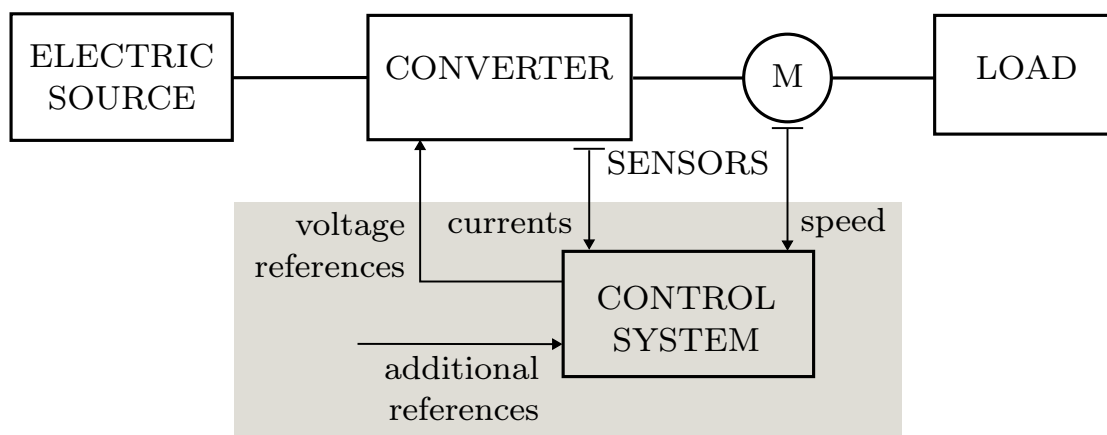 ELECTRIC
SOURCE
CONVERTER
M
LOAD
SENSORS
voltage
references
currents
speed
CONTROL
SYSTEM
additional
references